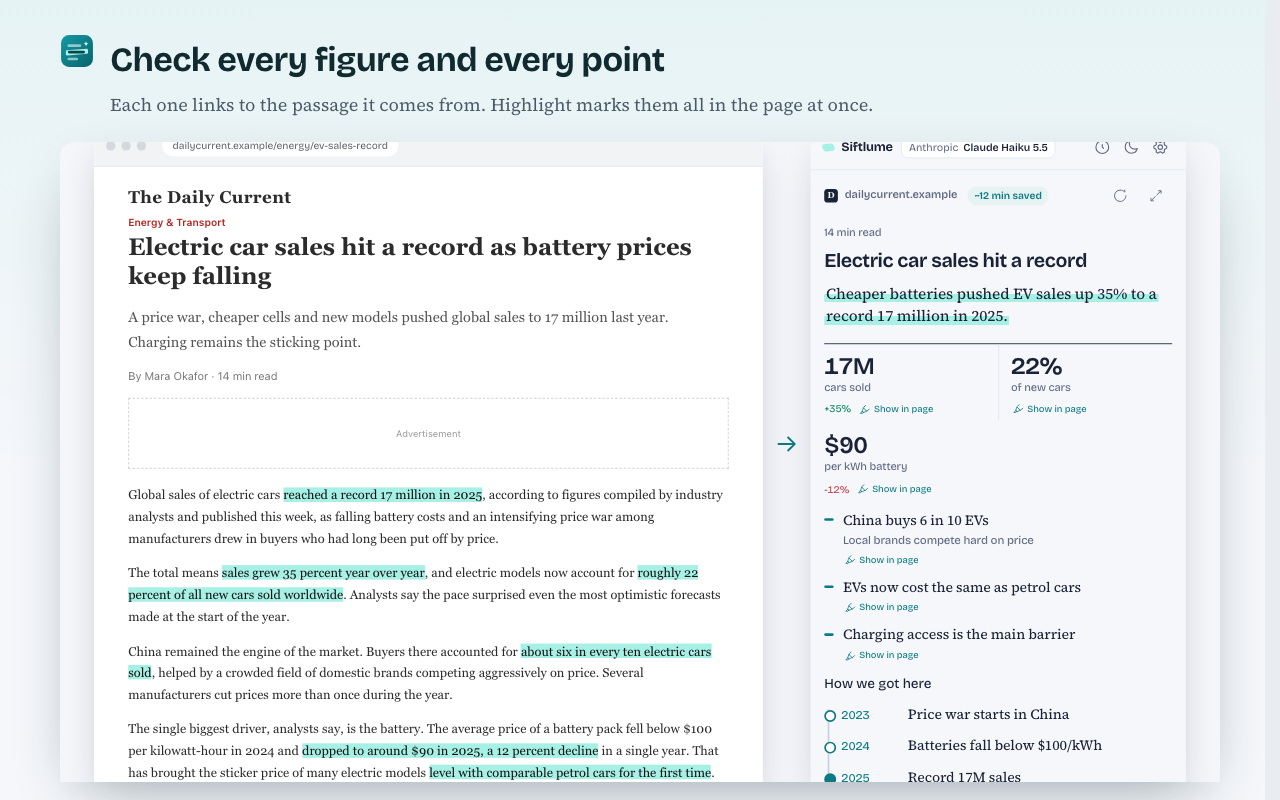 Check every figure and every point
Each one links to the passage it comes from. Highlight marks them all in the page at once.
dailycurrent.example/energy/ev-sales-record
The Daily Current
Energy & Transport
Electric car sales hit a record as battery prices
keep falling
A price war, cheaper cells and new models pushed global sales to 17 million last year.
Charging remains the sticking point.
By Mara Okafor · 14 min read
Advertisement
Global sales of electric cars reached a record 17 million in 2025, according to figures compiled by industry
analysts and published this week, as falling battery costs and an intensifying price war among
manufacturers drew in buyers who had long been put off by price.
The total means sales grew 35 percent year over year, and electric models now account for roughly 22
percent of all new cars sold worldwide. Analysts say the pace surprised even the most optimistic forecasts
made at the start of the year.
China remained the engine of the market. Buyers there accounted for about six in every ten electric cars
sold, helped by a crowded field of domestic brands competing aggressively on price. Several
manufacturers cut prices more than once during the year.
The single biggest driver, analysts say, is the battery. The average price of a battery pack fell below $100
per kilowatt-hour in 2024 and dropped to around $90 in 2025, a 12 percent decline in a single year. That
has brought the sticker price of many electric models level with comparable petrol cars for the first time.
Siftlume
Anthropic Claude Haiku 5.5
D dailycurrent.example
~12 min saved
14 min read
Electric car sales hit a record
Cheaper batteries pushed EV sales up 35% to a
record 17 million in 2025.
17M
cars sold
+35% Show in page
22%
of new cars
Show in page
$90
per kWh battery
-12% Show in page
China buys 6 in 10 EVs
Local brands compete hard on price
Show in page
EVs now cost the same as petrol cars
Show in page
Charging access is the main barrier
Show in page
How we got here
2023 Price war starts in China
2024 Batteries fall below $100/kWh
2025 Record 17M sales